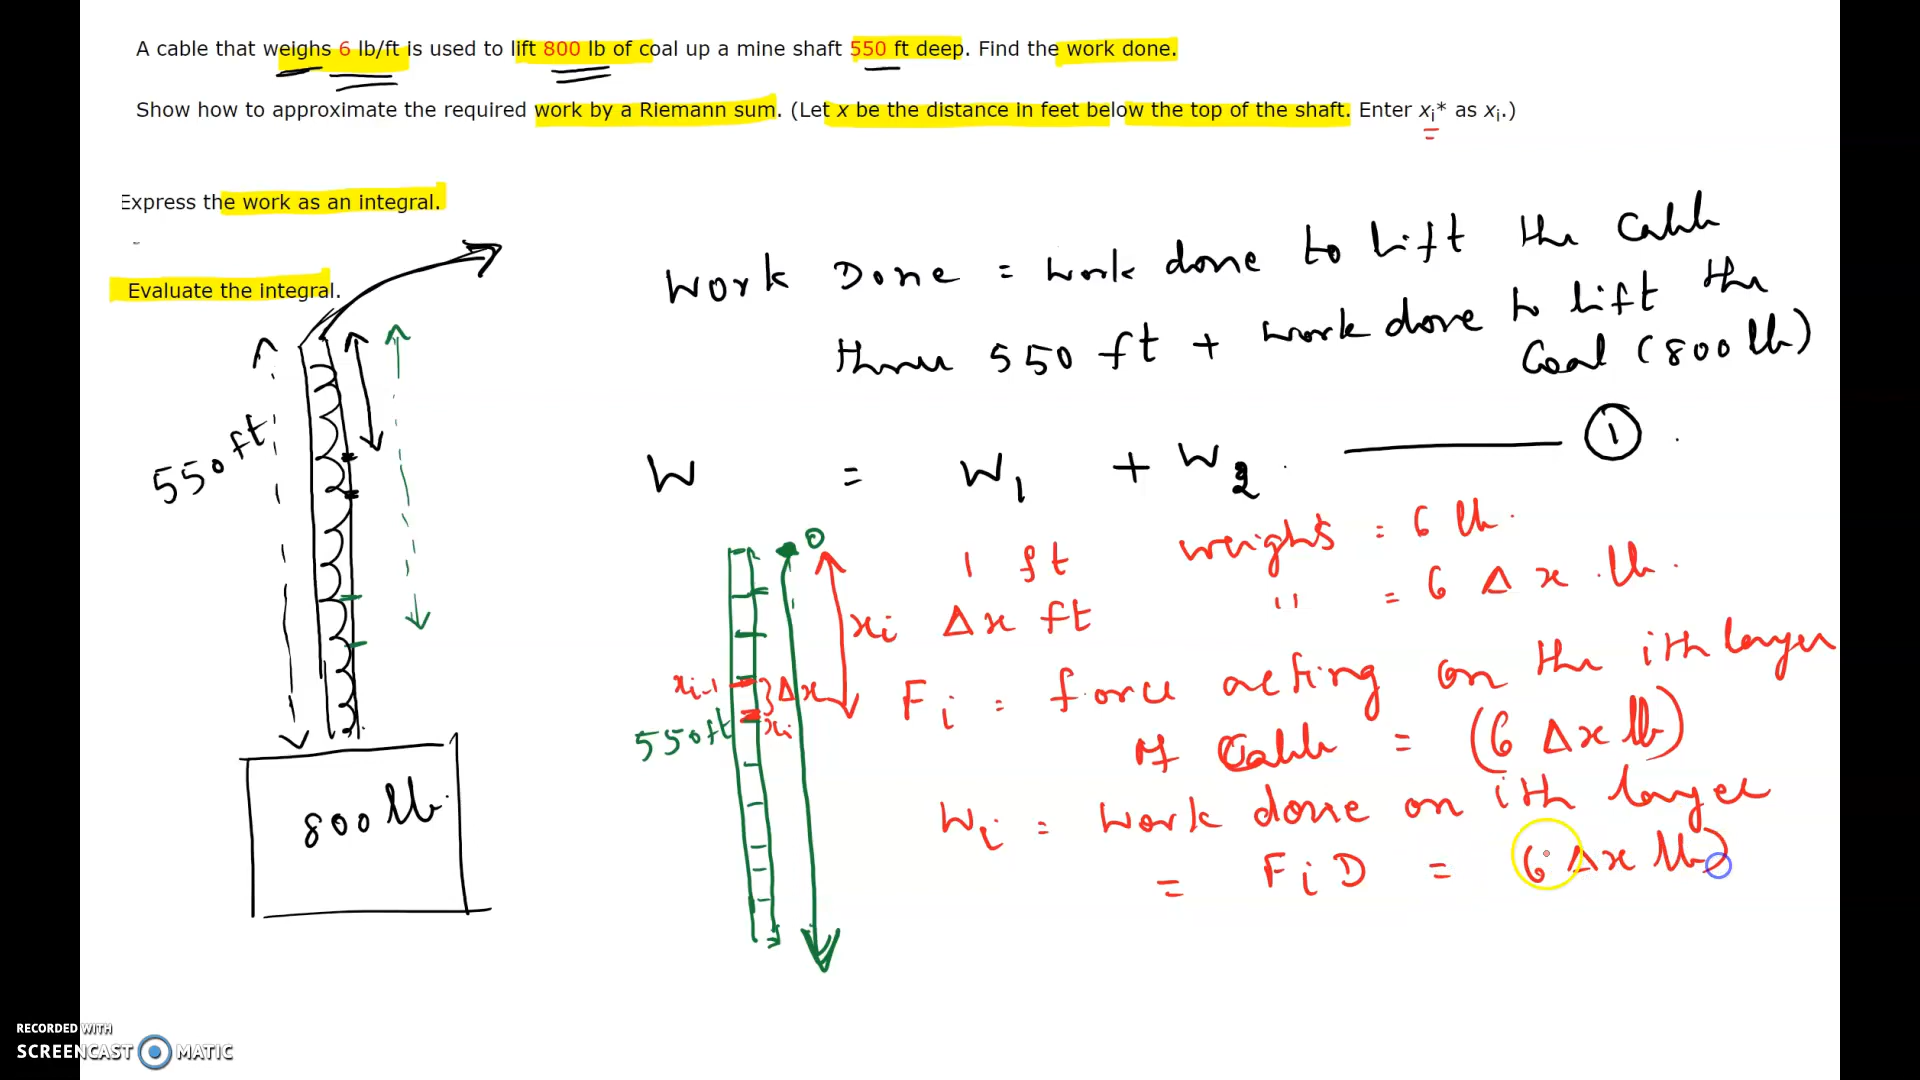 A cable that weighs 6 lb/ft is used to lift 800 lb of coal up a mine shaft 550 ft deep. Find the work done.
Show how to approximate the required work by a Riemann sum. (Let x be the distance in feet below the top of the shaft. Enter xᵢ* as xᵢ.)
Express the work as an integral.
Evaluate the integral.
Work Done = work done to lift the Cable
thru 550 ft + work done to lift the
Coal (800 lb)
W = W₁ + W₂ ——— ①
550 ft
800 lb.
0
xᵢ
xᵢ₋₁
Δx
xᵢ
550 ft
1 ft weighs = 6 lb.
Δx ft " = 6 Δx lb.
Fᵢ = force acting on the ith layer
of Cable = (6 Δx lb)
Wᵢ = work done on ith layer
= Fᵢ D = 6 Δx lb)
RECORDED WITH
SCREENCAST MATIC